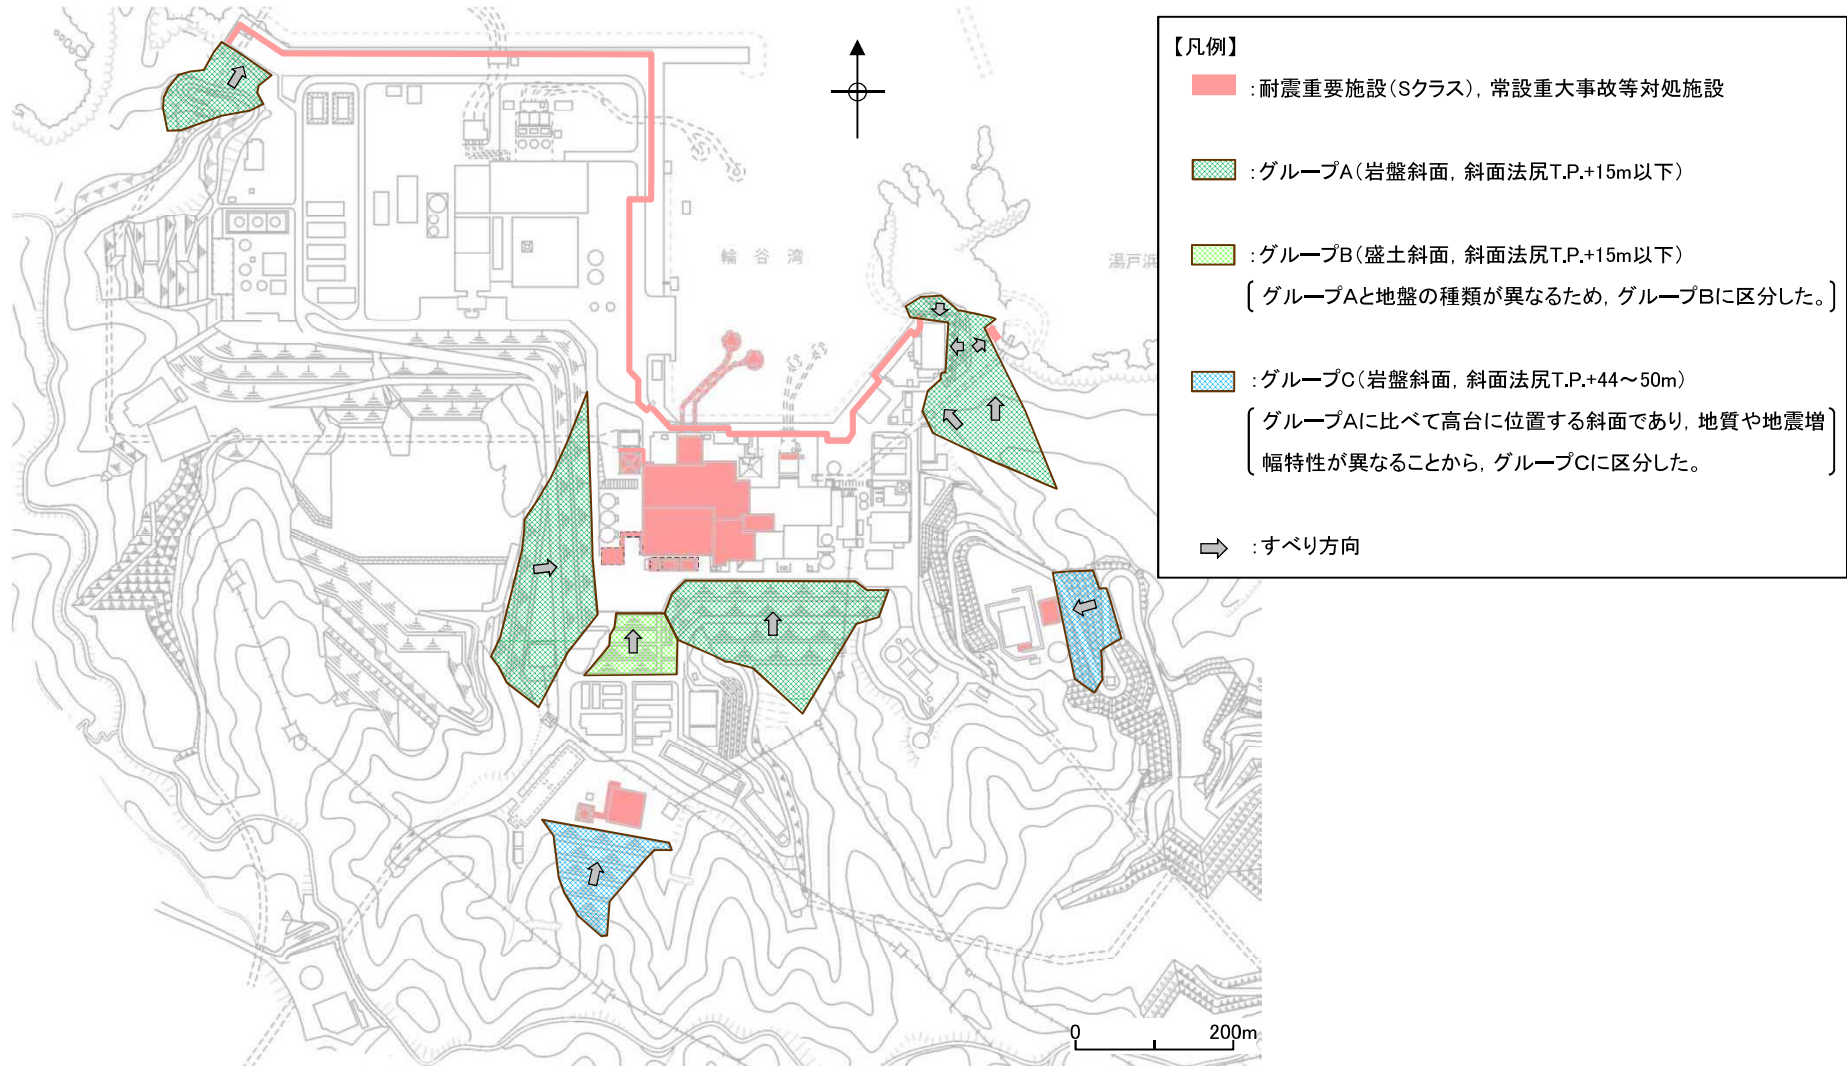 【凡例】
：耐震重要施設（Sクラス），常設重大事故等対処施設
：グループA（岩盤斜面，斜面法尻T.P.+15m以下）
：グループB（盛土斜面，斜面法尻T.P.+15m以下）
グループAと地盤の種類が異なるため，グループBに区分した。
：グループC（岩盤斜面，斜面法尻T.P.+44～50m）
グループAに比べて高台に位置する斜面であり，地質や地震増
幅特性が異なることから，グループCに区分した。
：すべり方向
輪谷湾
湯戸浜
0 200m